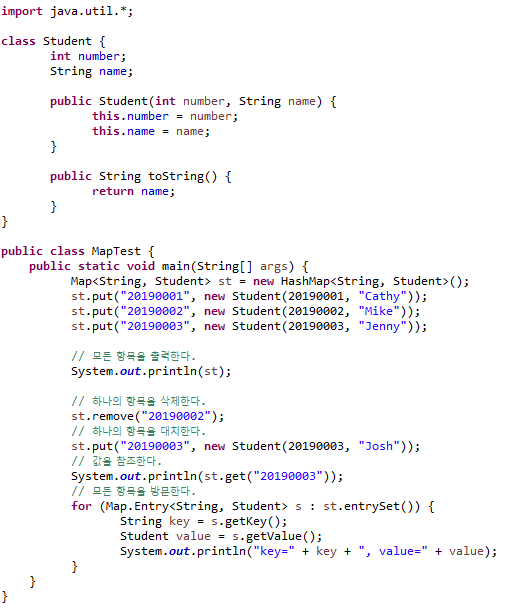 import java.util.*;
class Student {
int number;
String name;
public Student(int number, String name) {
this.number = number;
this.name = name;
}
public String toString() {
return name;
}
}
public class MapTest {
public static void main(String[] args) {
Map<String, Student> st = new HashMap<String, Student>();
st.put("20190001", new Student(20190001, "Cathy"));
st.put("20190002", new Student(20190002, "Mike"));
st.put("20190003", new Student(20190003, "Jenny"));
// 모든 항목을 출력한다.
System.out.println(st);
// 하나의 항목을 삭제한다.
st.remove("20190002");
// 하나의 항목을 대치한다.
st.put("20190003", new Student(20190003, "Josh"));
// 값을 참조한다.
System.out.println(st.get("20190003"));
// 모든 항목을 방문한다.
for (Map.Entry<String, Student> s : st.entrySet()) {
String key = s.getKey();
Student value = s.getValue();
System.out.println("key=" + key + ", value=" + value);
}
}
}